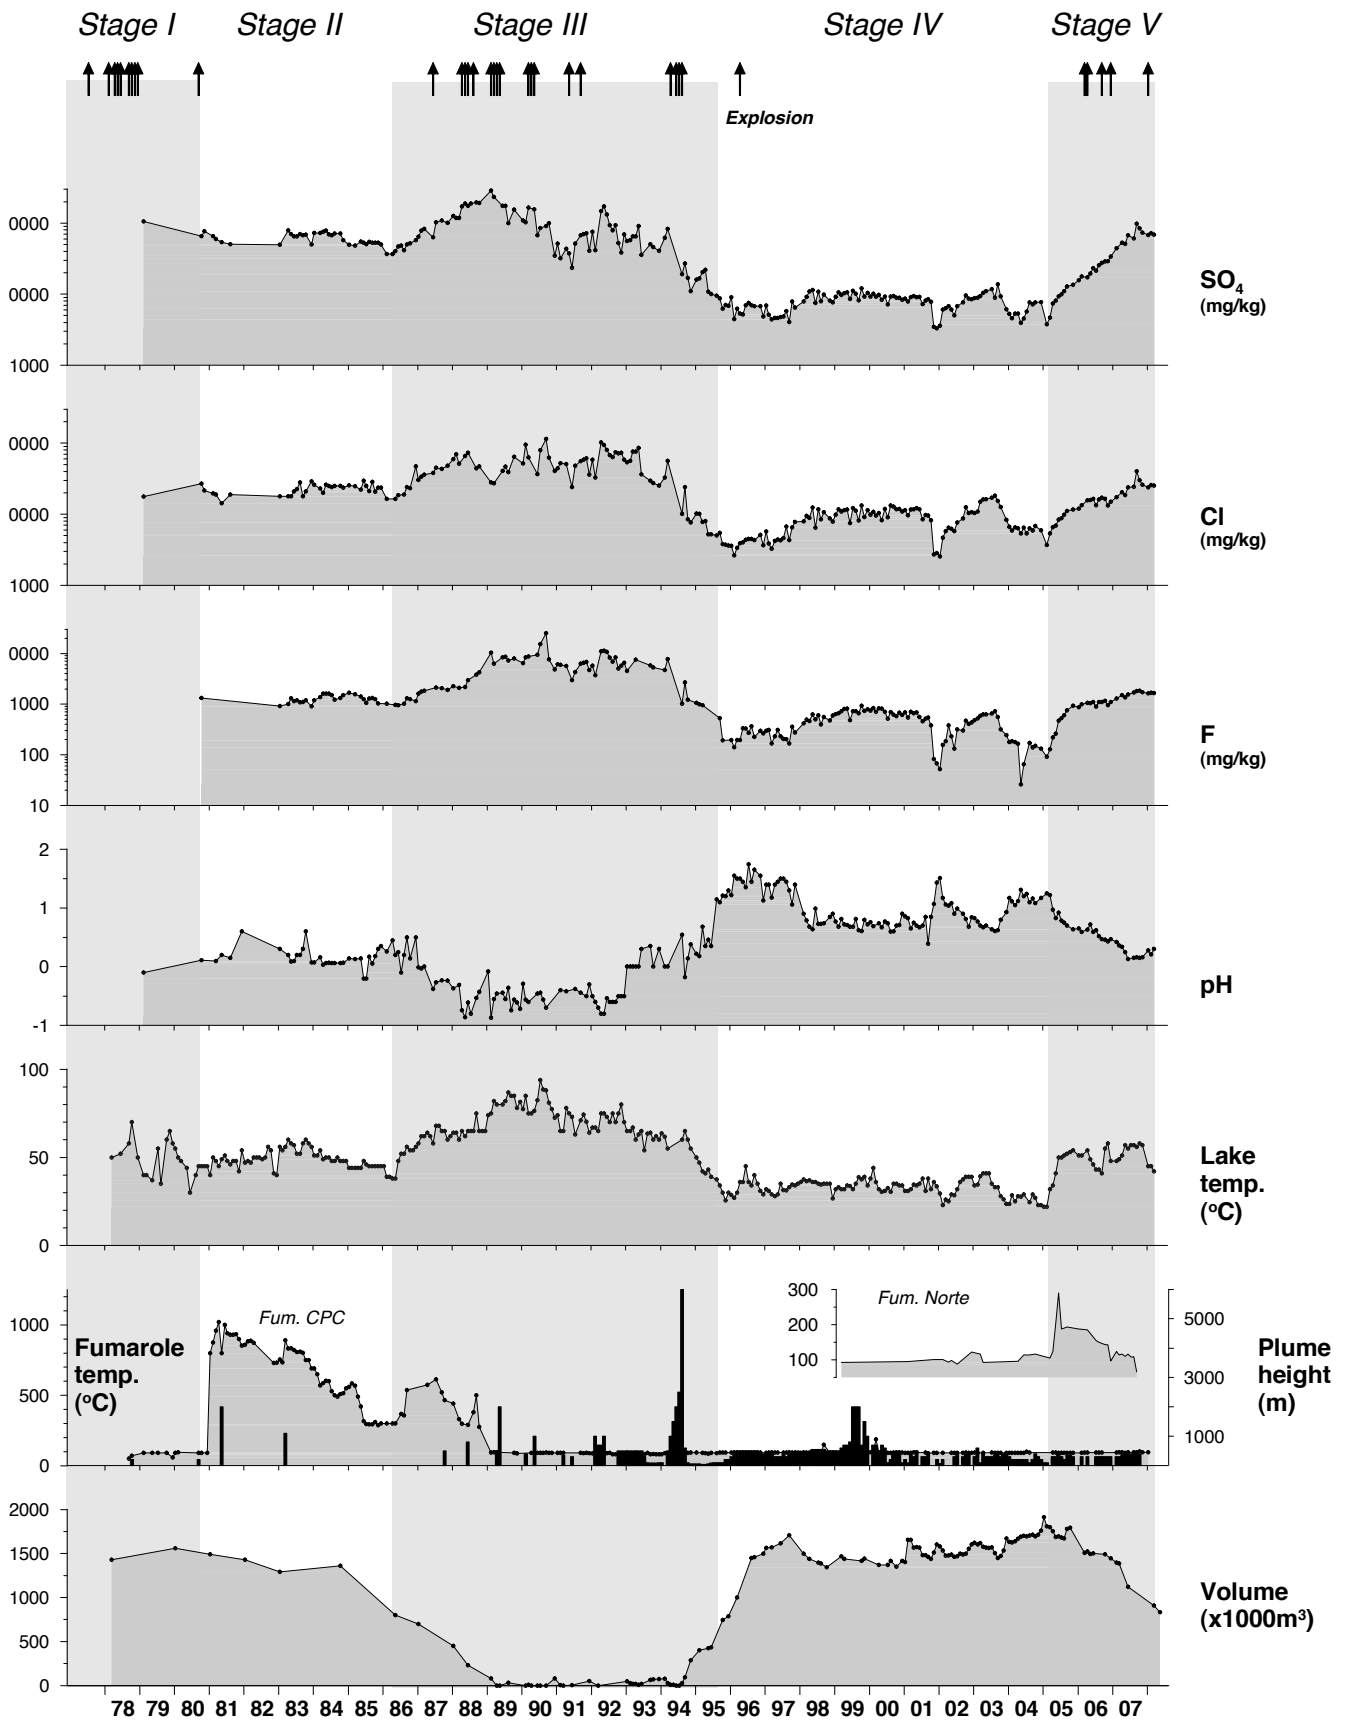 Stage I Stage II Stage III Stage IV Stage V
Explosion
0000
0000
1000
SO4
(mg/kg)
0000
0000
1000
Cl
(mg/kg)
0000
1000
100
10
F
(mg/kg)
2
1
0
-1
pH
100
50
0
Lake
temp.
(ºC)
1000
500
0
Fumarole
temp.
(ºC)
Fum. CPC
300
200
100
Fum. Norte
5000
3000
1000
Plume
height
(m)
2000
1500
1000
500
0
Volume
(x1000m³)
78 79 80 81 82 83 84 85 86 87 88 89 90 91 92 93 94 95 96 97 98 99 00 01 02 03 04 05 06 07